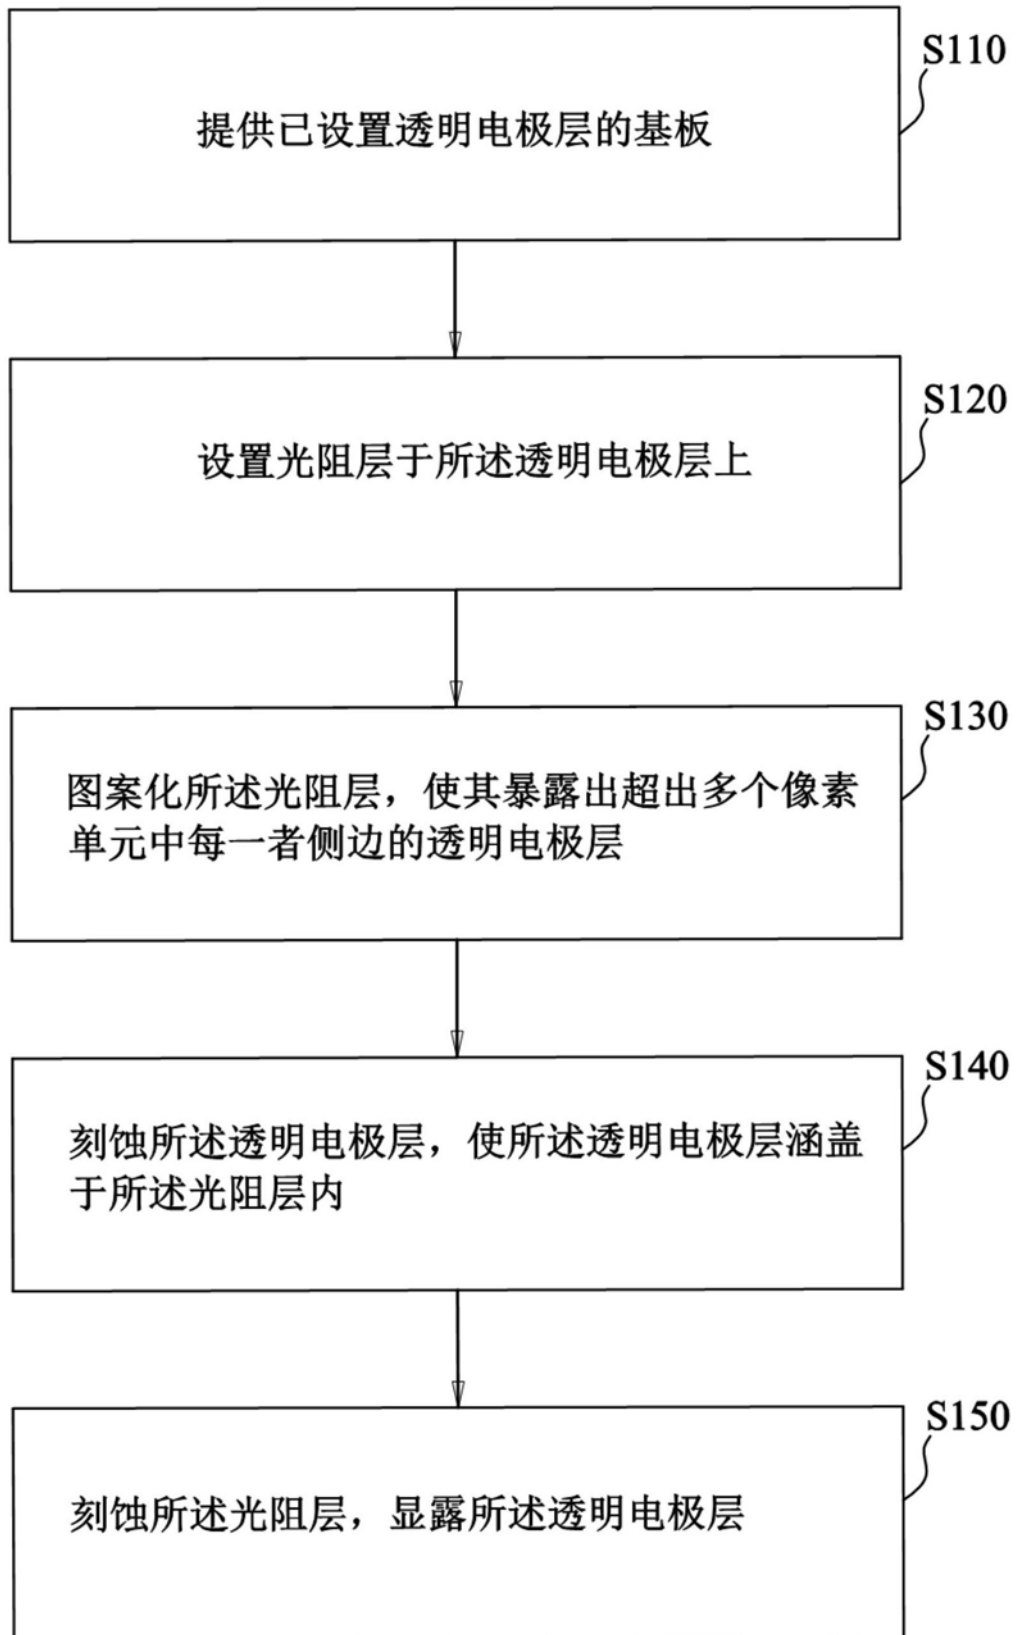 S110
提供已设置透明电极层的基板
S120
设置光阻层于所述透明电极层上
S130
图案化所述光阻层，使其暴露出超出多个像素
单元中每一者侧边的透明电极层
S140
刻蚀所述透明电极层，使所述透明电极层涵盖
于所述光阻层内
S150
刻蚀所述光阻层，显露所述透明电极层